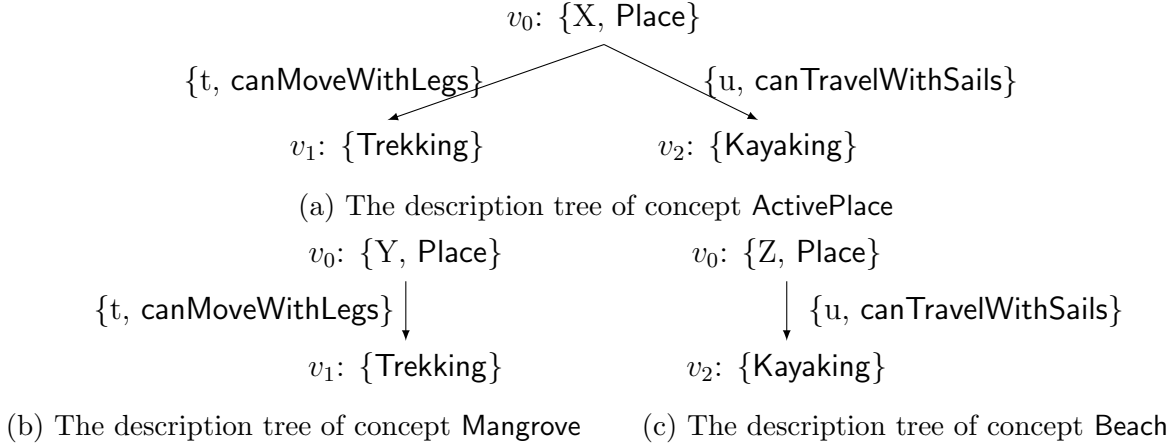 v₀: {X, Place}
{t, canMoveWithLegs} {u, canTravelWithSails}
v₁: {Trekking} v₂: {Kayaking}
(a) The description tree of concept ActivePlace
v₀: {Y, Place} v₀: {Z, Place}
{t, canMoveWithLegs} {u, canTravelWithSails}
v₁: {Trekking} v₂: {Kayaking}
(b) The description tree of concept Mangrove (c) The description tree of concept Beach